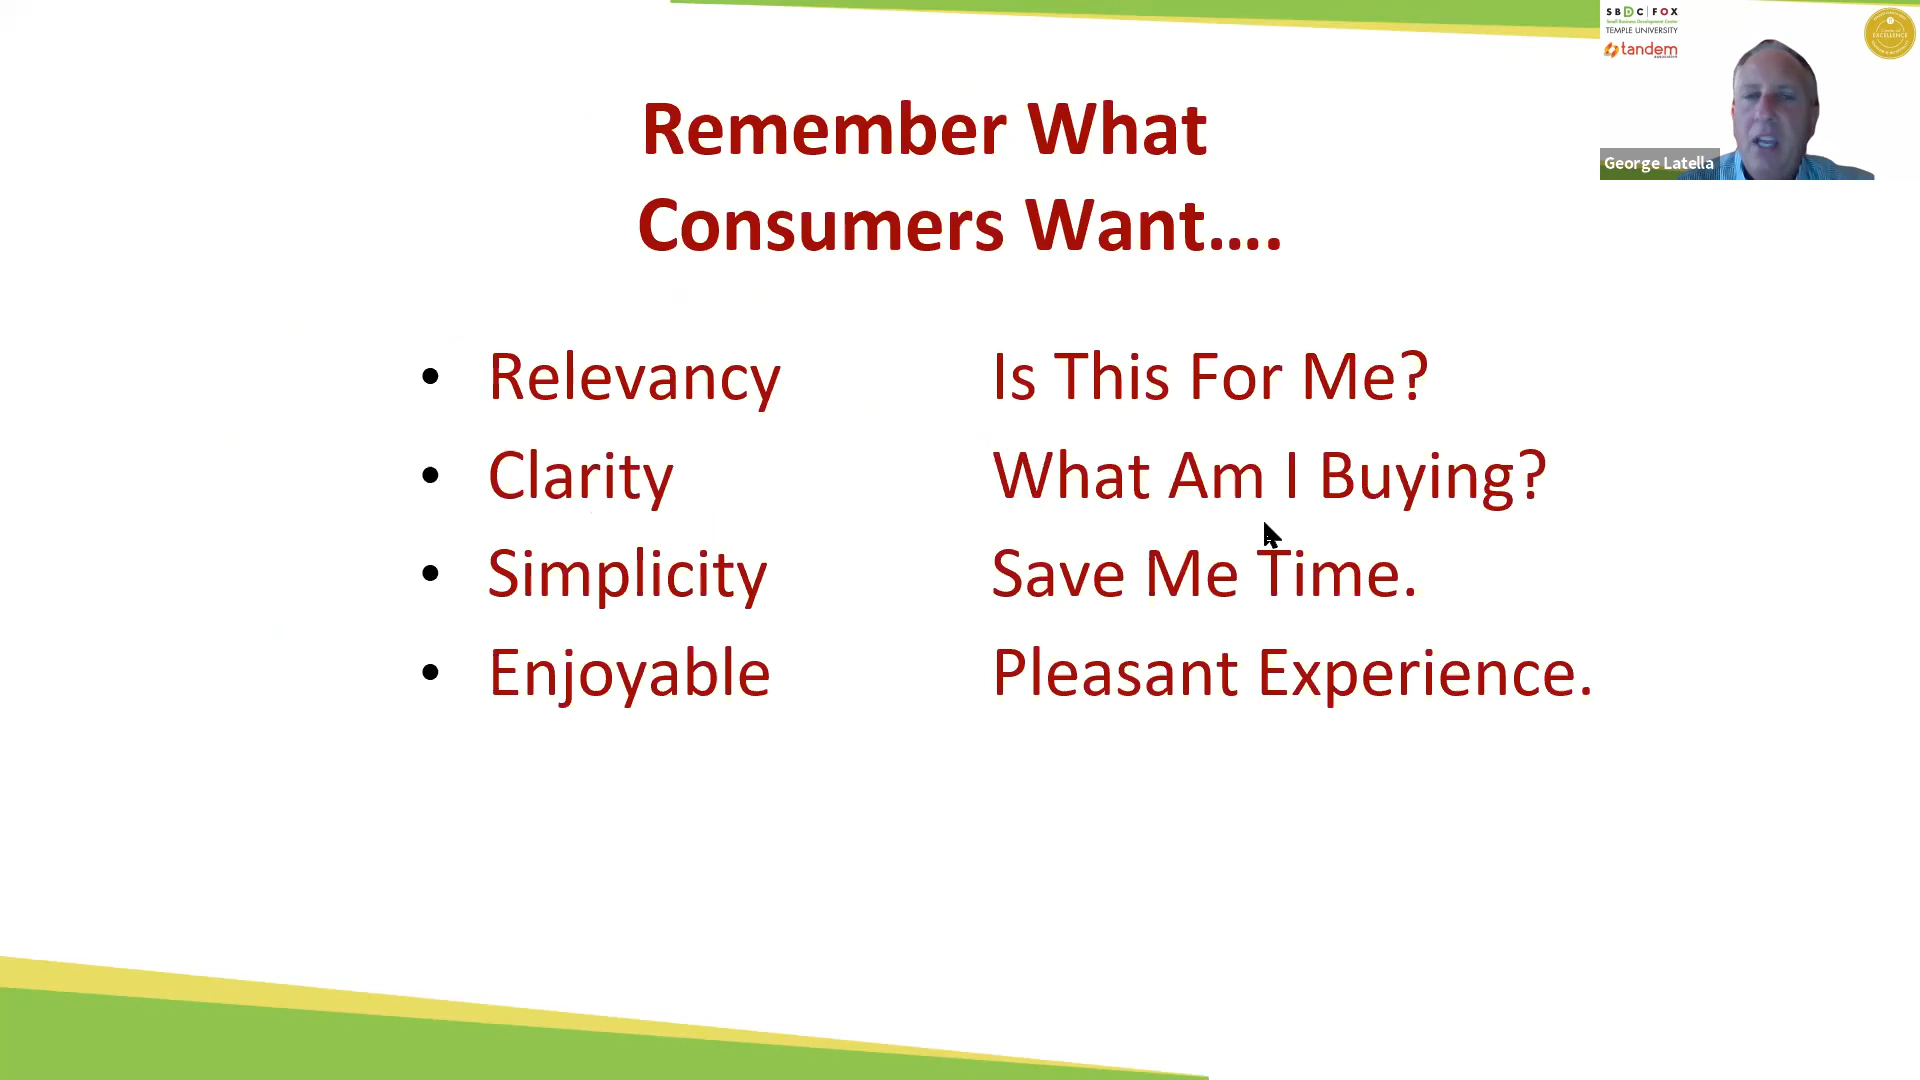 SBDC|FOX
Small Business Development Center
TEMPLE UNIVERSITY
tandem
EXCELLENCE
George Latella
Remember What
Consumers Want....
• Relevancy Is This For Me?
• Clarity What Am I Buying?
• Simplicity Save Me Time.
• Enjoyable Pleasant Experience.